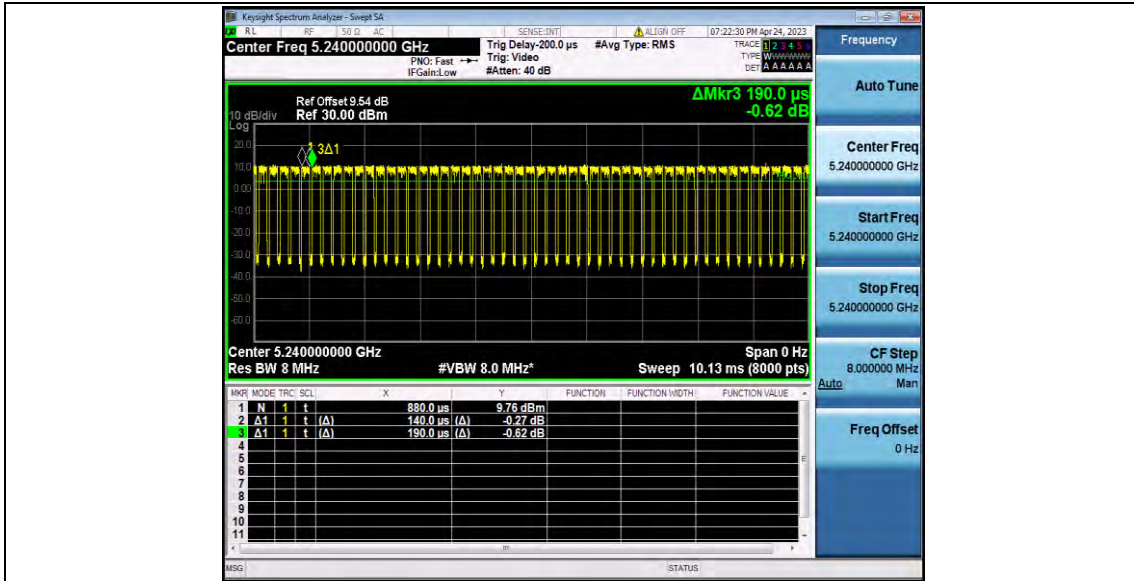 Keysight Spectrum Analyzer - Swept SA
RL RF 50 Ω AC SENSE:INT ALIGN OFF 07:22:30 PM Apr 24, 2023
Center Freq 5.240000000 GHz
PNO: Fast
IFGain:Low
Trig Delay-200.0 µs
Trig: Video
#Atten: 40 dB
#Avg Type: RMS
TRACE 1 2 3 4 5 6
TYPE W
DET A A A A A A
Frequency
Auto Tune
Center Freq
5.240000000 GHz
Start Freq
5.240000000 GHz
Stop Freq
5.240000000 GHz
CF Step
8.000000 MHz
Auto Man
Freq Offset
0 Hz
ΔMkr3 190.0 µs
-0.62 dB
Ref Offset 9.54 dB
10 dB/div Ref 30.00 dBm
Log
20.0
10.0
0.00
-10.0
-20.0
-30.0
-40.0
-50.0
-60.0
3Δ1
Center 5.240000000 GHz Span 0 Hz
Res BW 8 MHz #VBW 8.0 MHz* Sweep 10.13 ms (8000 pts)
MKR MODE TRC SCL X Y FUNCTION FUNCTION WIDTH FUNCTION VALUE
1 N 1 t 880.0 µs 9.76 dBm
2 Δ1 1 t (Δ) 140.0 µs (Δ) -0.27 dB
3 Δ1 1 t (Δ) 190.0 µs (Δ) -0.62 dB
4
5
6
7
8
9
10
11
MSG STATUS